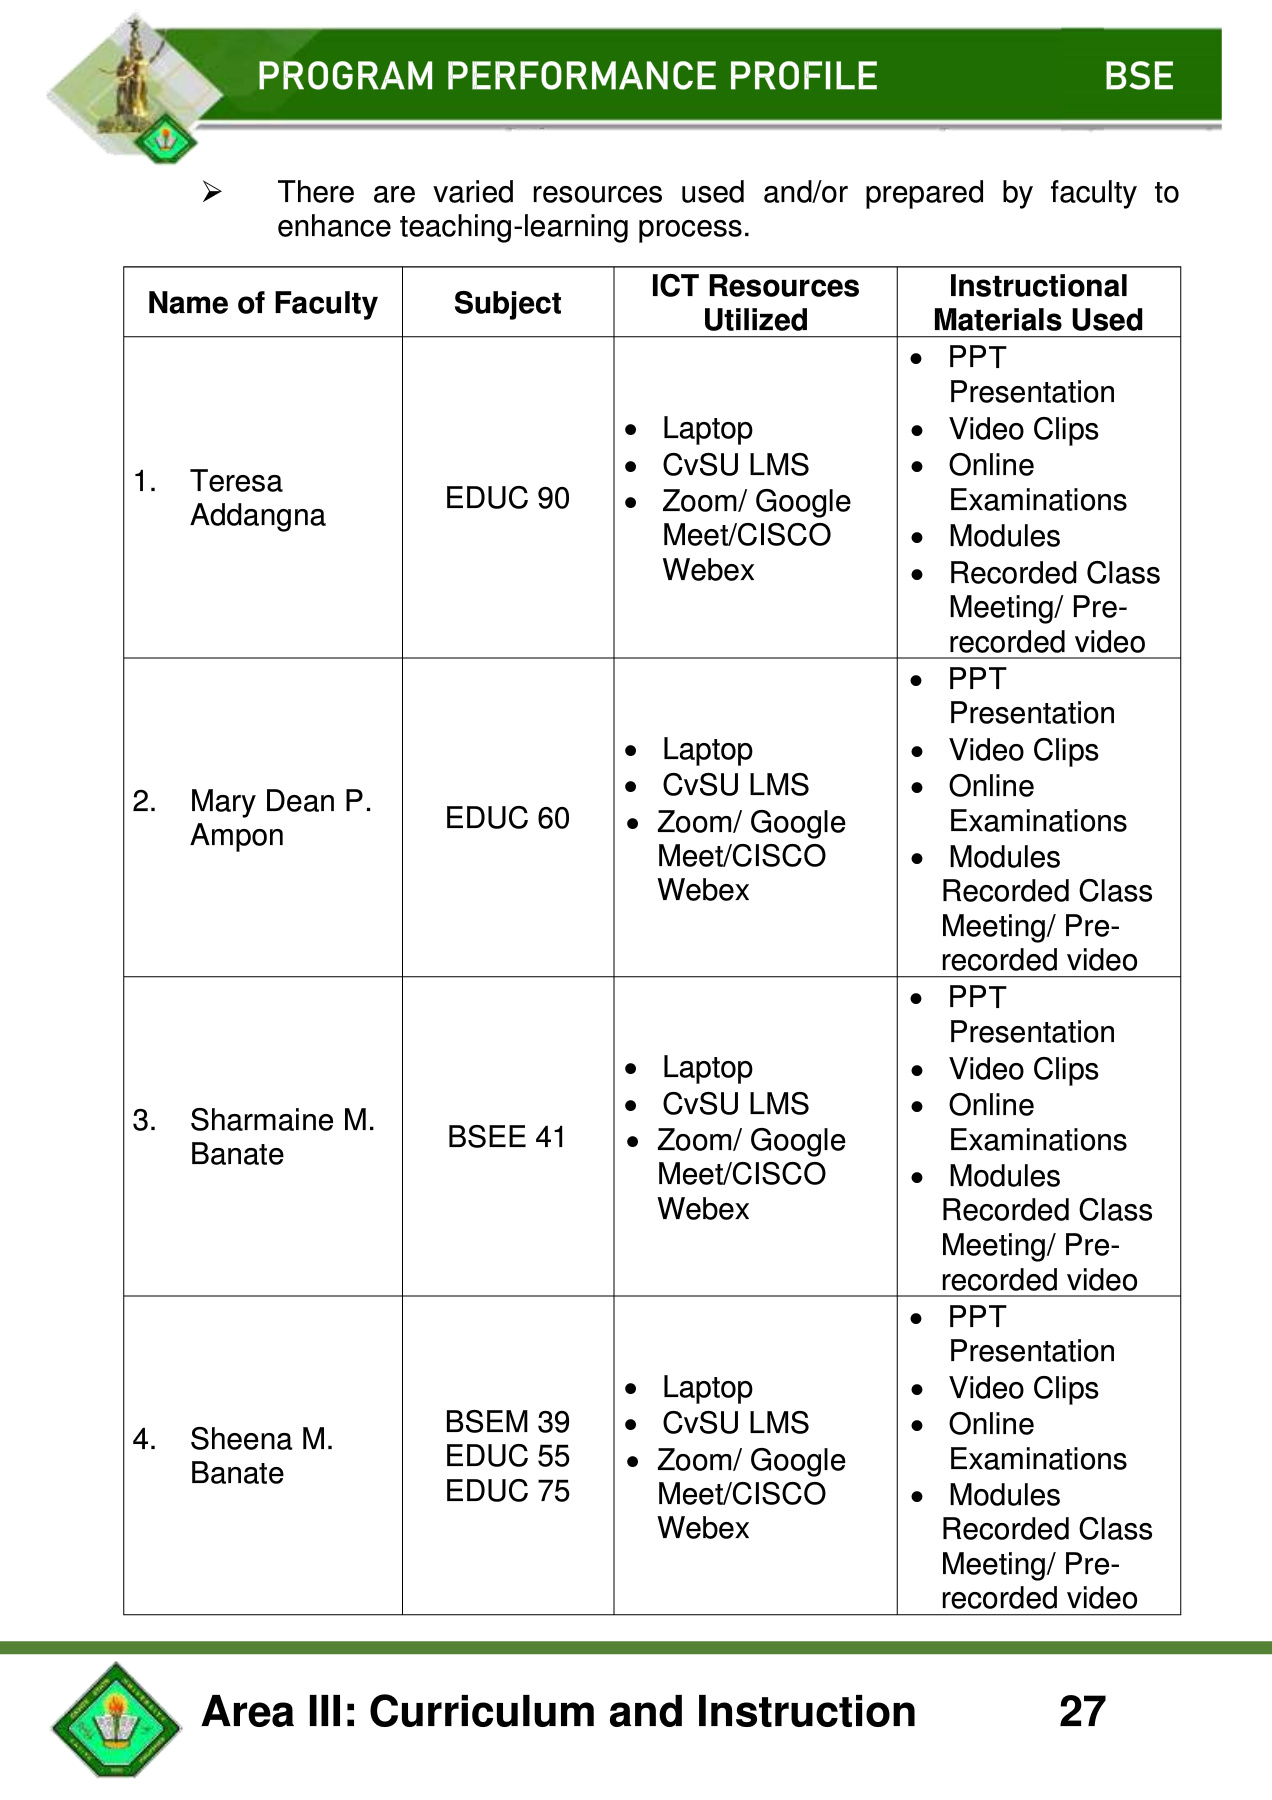 PROGRAM PERFORMANCE PROFILE BSE
➢ There are varied resources used and/or prepared by faculty to
enhance teaching-learning process.
Name of Faculty
Subject
ICT Resources
Utilized
Instructional
Materials Used
1. Teresa
Addangna
EDUC 90
• Laptop
• CvSU LMS
• Zoom/ Google
Meet/CISCO
Webex
• PPT
Presentation
• Video Clips
• Online
Examinations
• Modules
• Recorded Class
Meeting/ Pre-
recorded video
2. Mary Dean P.
Ampon
EDUC 60
• Laptop
• CvSU LMS
• Zoom/ Google
Meet/CISCO
Webex
• PPT
Presentation
• Video Clips
• Online
Examinations
• Modules
Recorded Class
Meeting/ Pre-
recorded video
3. Sharmaine M.
Banate
BSEE 41
• Laptop
• CvSU LMS
• Zoom/ Google
Meet/CISCO
Webex
• PPT
Presentation
• Video Clips
• Online
Examinations
• Modules
Recorded Class
Meeting/ Pre-
recorded video
4. Sheena M.
Banate
BSEM 39
EDUC 55
EDUC 75
• Laptop
• CvSU LMS
• Zoom/ Google
Meet/CISCO
Webex
• PPT
Presentation
• Video Clips
• Online
Examinations
• Modules
Recorded Class
Meeting/ Pre-
recorded video
Area III: Curriculum and Instruction 27